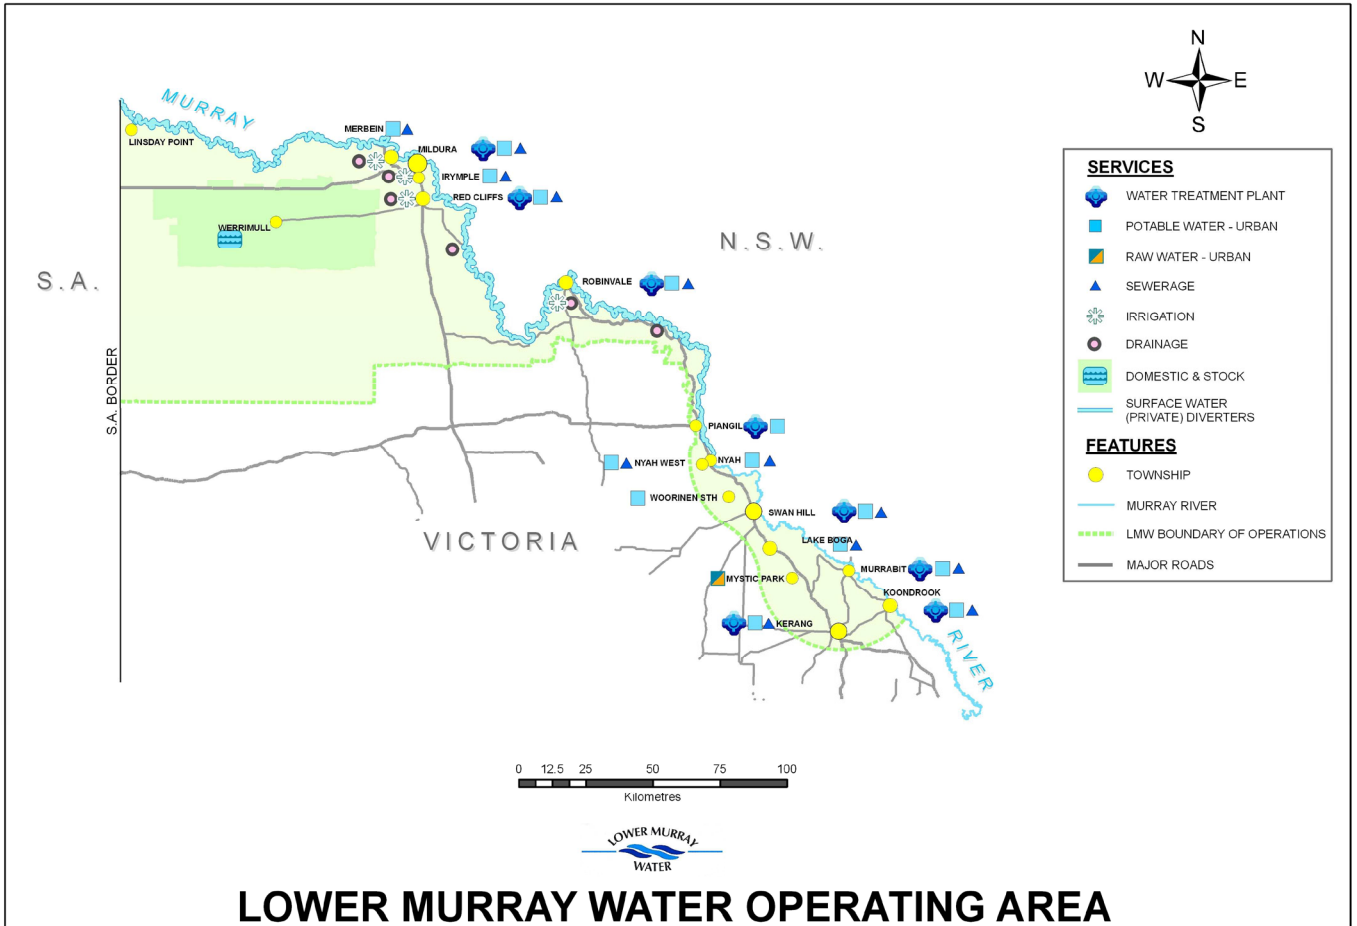 N
W E
S
MURRAY
LINSDAY POINT
MERBEIN
MILDURA
IRYMPLE
RED CLIFFS
WERRIMULL
N.S.W.
S.A.
ROBINVALE
S.A. BORDER
PIANGIL
NYAH WEST
NYAH
WOORINEN STH
SWAN HILL
VICTORIA
LAKE BOGA
MYSTIC PARK
MURRABIT
KOONDROOK
KERANG
RIVER
SERVICES
WATER TREATMENT PLANT
POTABLE WATER - URBAN
RAW WATER - URBAN
SEWERAGE
IRRIGATION
DRAINAGE
DOMESTIC & STOCK
SURFACE WATER
(PRIVATE) DIVERTERS
FEATURES
TOWNSHIP
MURRAY RIVER
LMW BOUNDARY OF OPERATIONS
MAJOR ROADS
0 12.5 25 50 75 100
Kilometres
LOWER MURRAY
WATER
LOWER MURRAY WATER OPERATING AREA